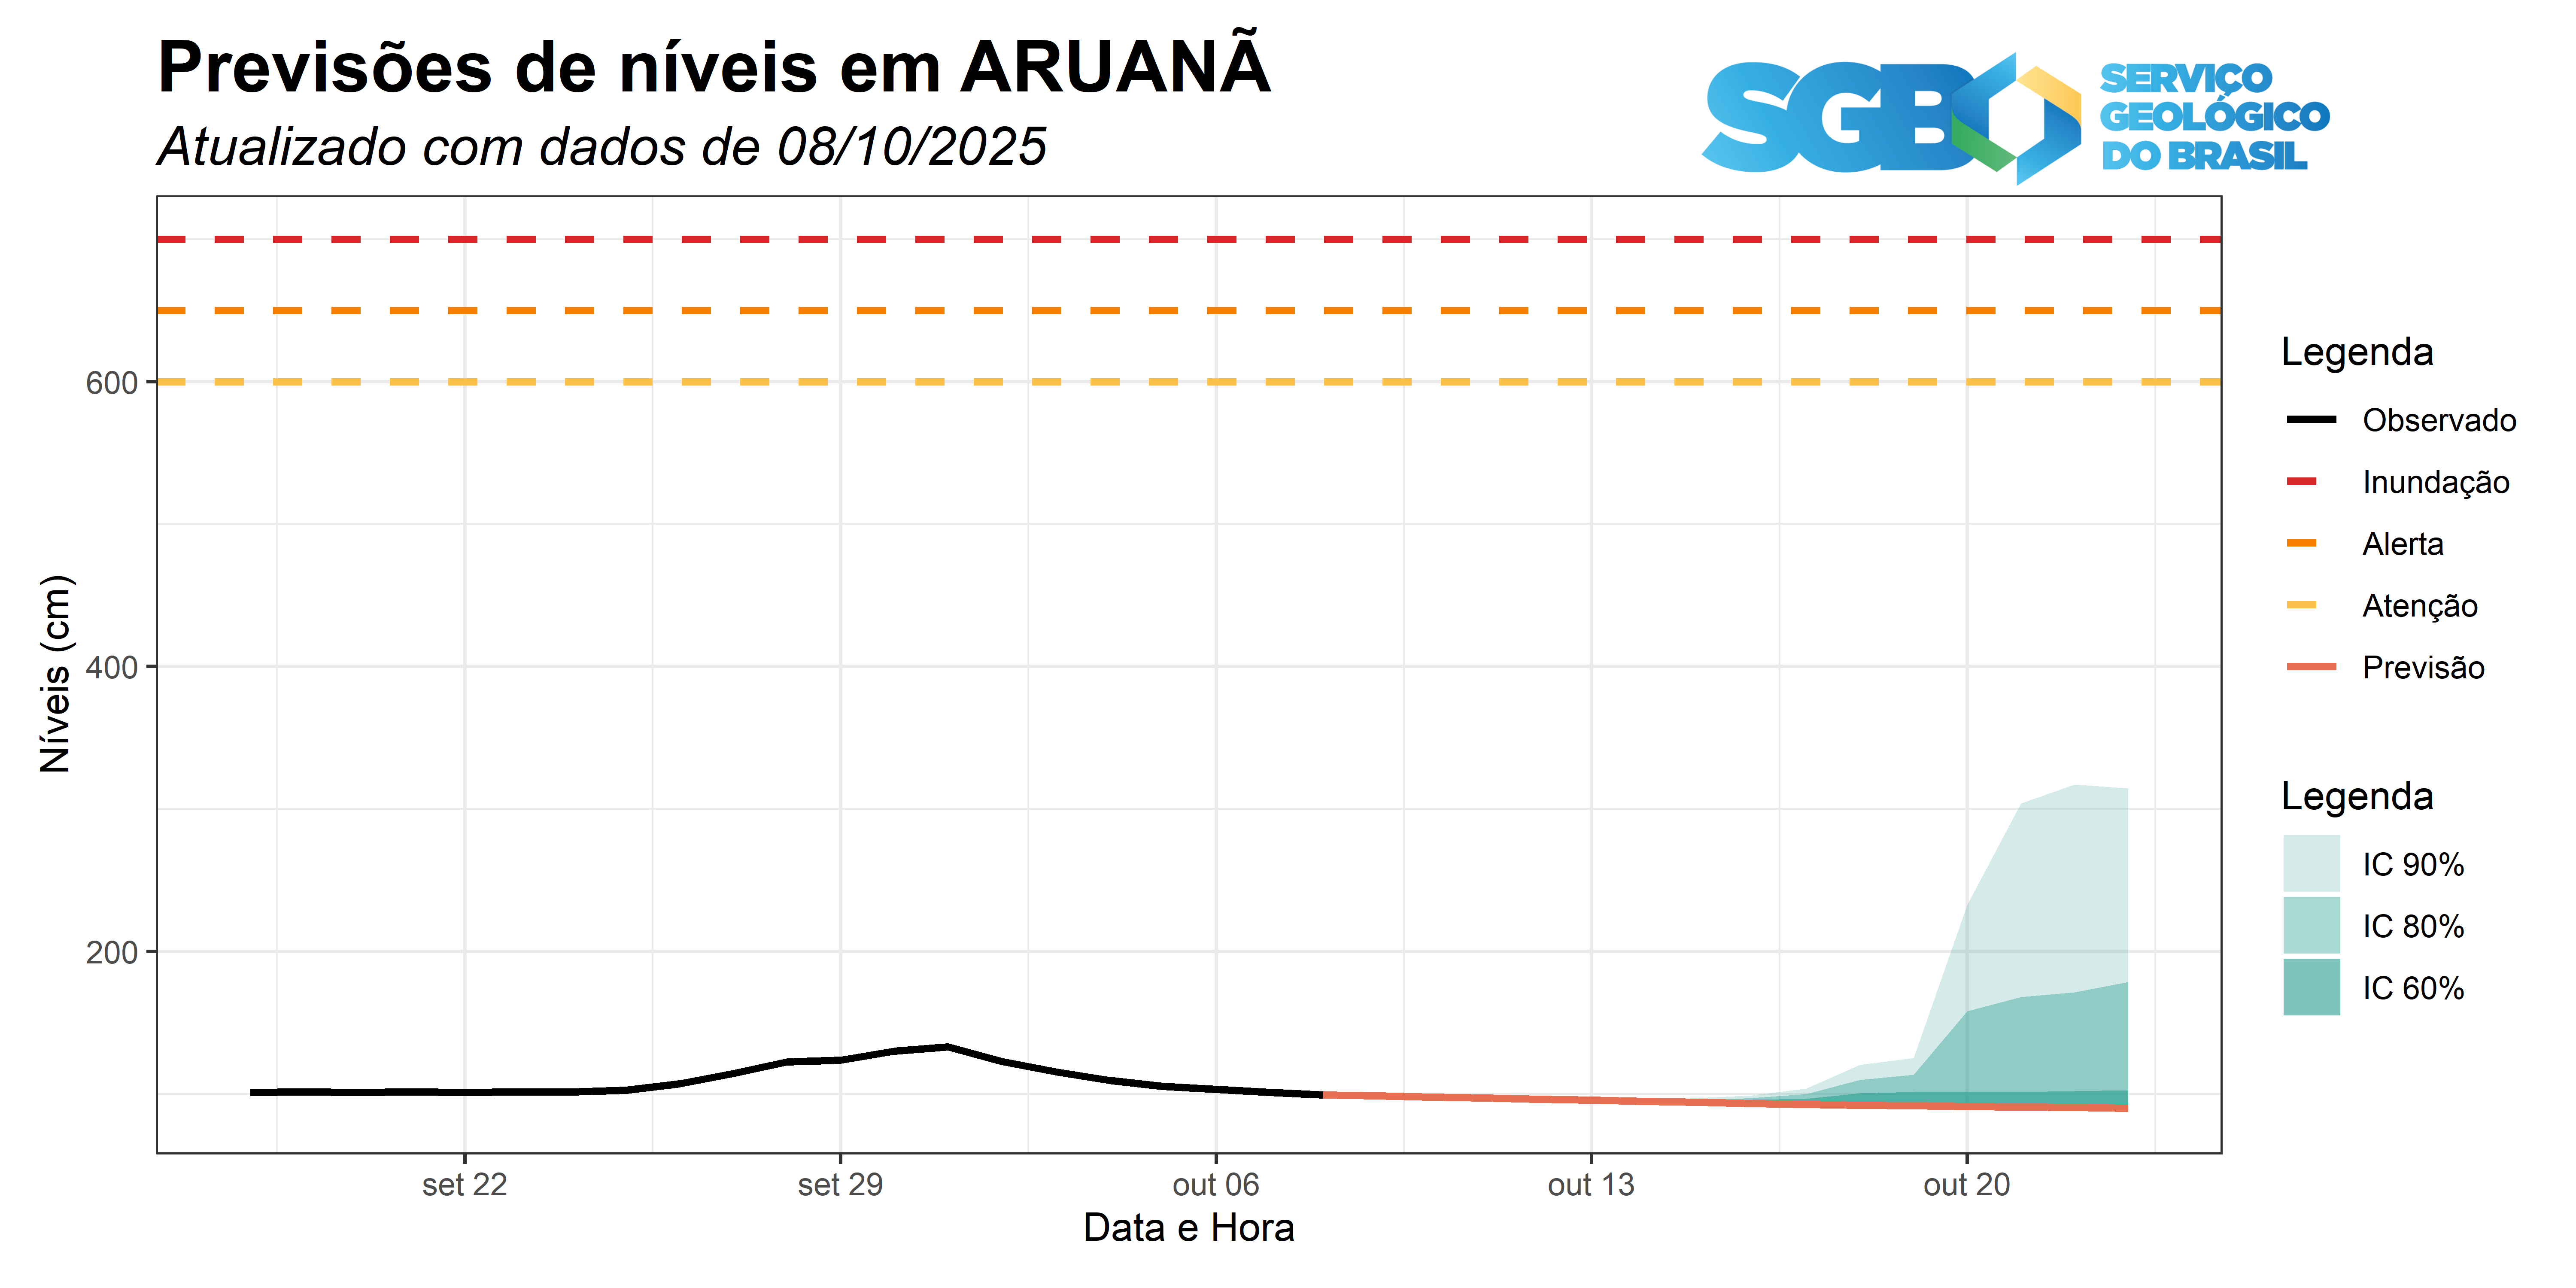 Previsões de níveis em ARUANÃ
Atualizado com dados de 08/10/2025
SGB
SERVIÇO
GEOLÓGICO
DO BRASIL
Níveis (cm)
600
400
200
set 22
set 29
out 06
out 13
out 20
Data e Hora
Legenda
Observado
Inundação
Alerta
Atenção
Previsão
Legenda
IC 90%
IC 80%
IC 60%